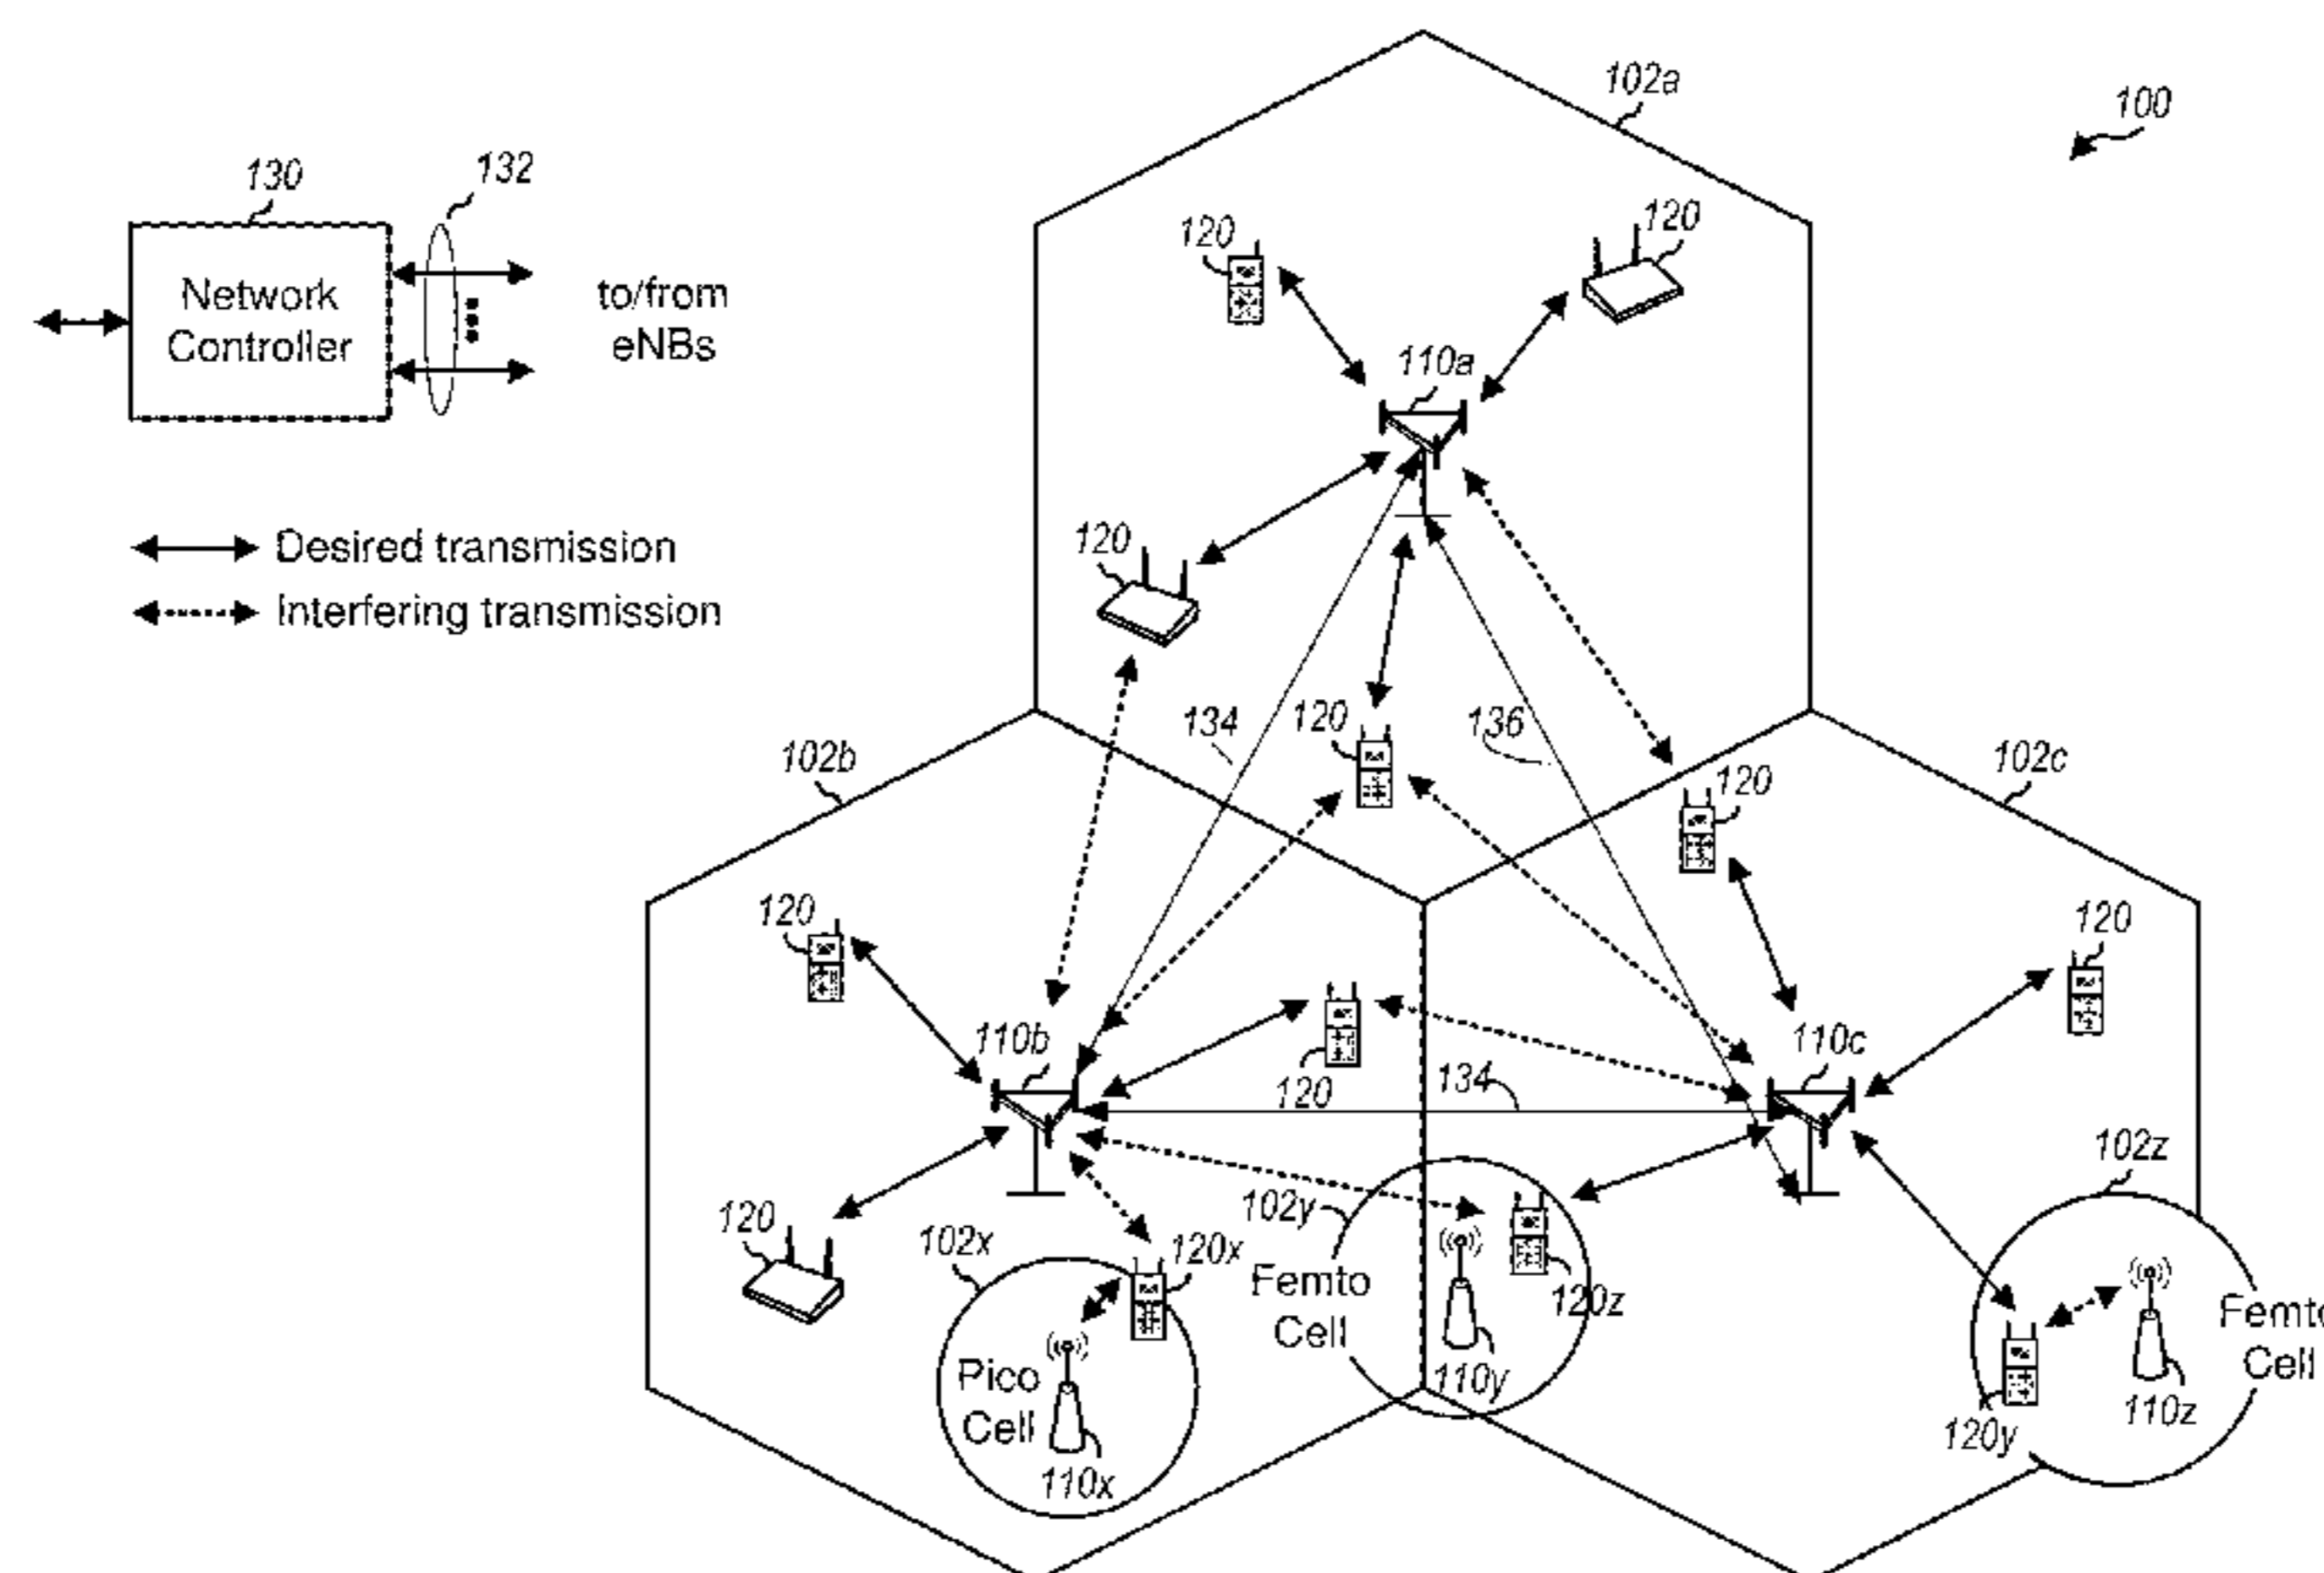 102a
100
130
132
120
120
Network
Controller
to/from
eNBs
110a
Desired transmission
Interfering transmission
120
134
120
136
102b
120
102c
120
120
110b
120
134
110c
102z
120
102x
120x
102y
Femto
Cell
120z
110y
Pico
Cell
110x
Femto
Cell
110z
120y